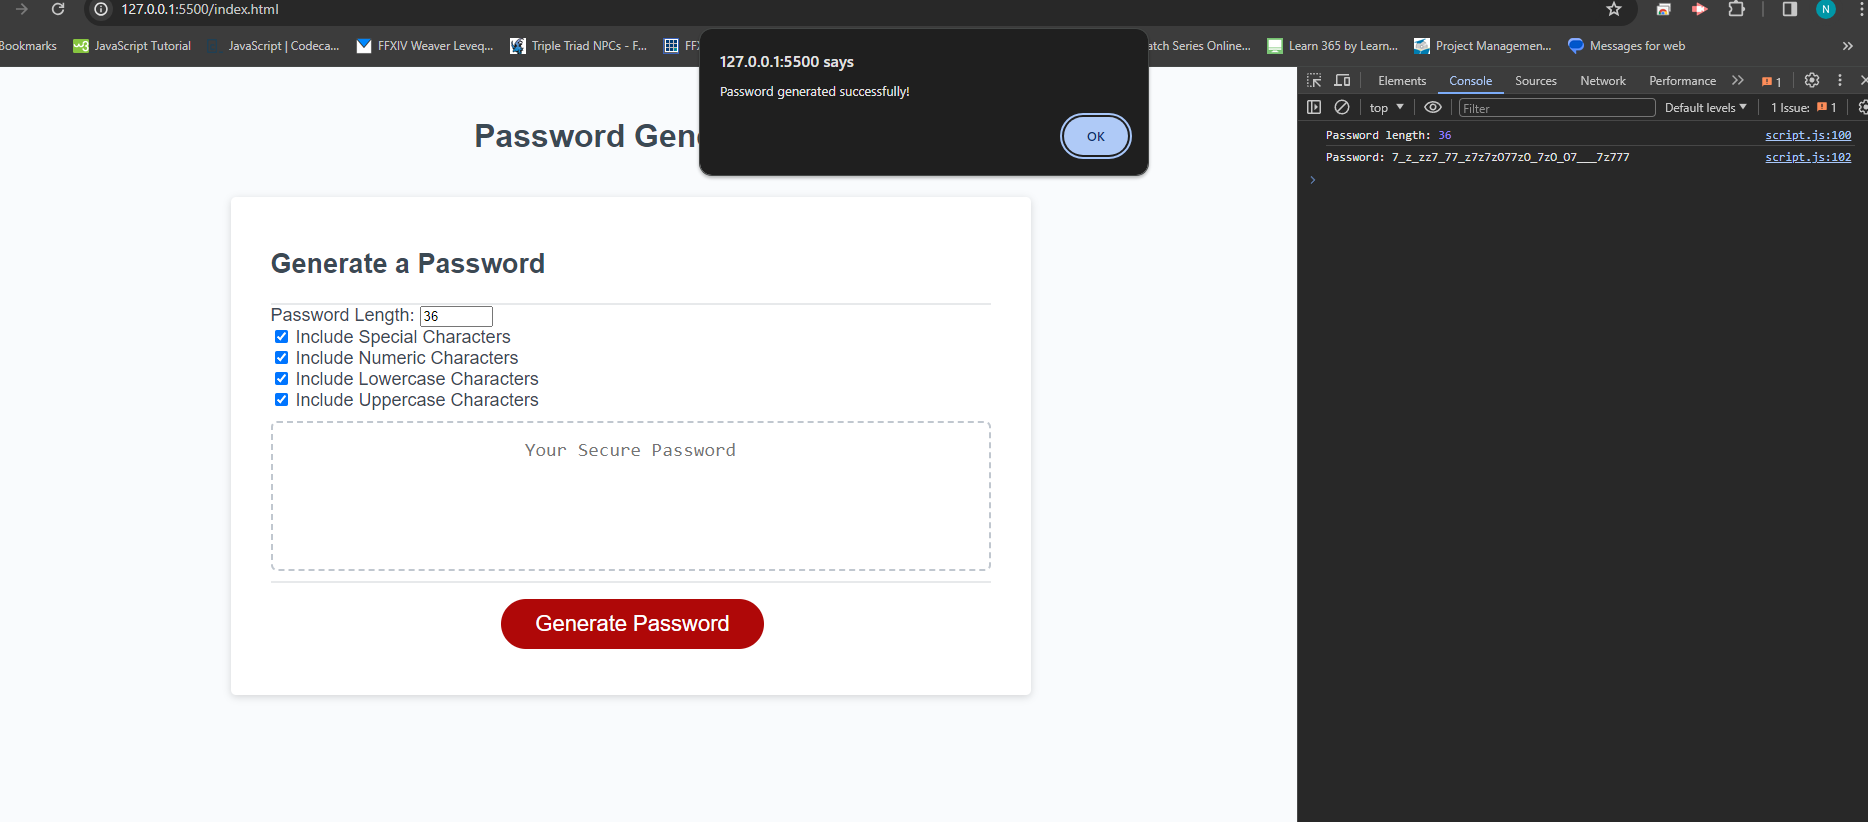 127.0.0.1:5500/index.html
N
Bookmarks JavaScript Tutorial JavaScript | Codeca... FFXIV Weaver Leveq... Triple Triad NPCs - F... FF atch Series Online... Learn 365 by Learn... Project Managemen... Messages for web
127.0.0.1:5500 says
Password generated successfully!
OK
Password Gen
Generate a Password
Password Length: 36
Include Special Characters
Include Numeric Characters
Include Lowercase Characters
Include Uppercase Characters
Your Secure Password
Generate Password
Elements Console Sources Network Performance 1
top Filter Default levels 1 Issue: 1
Password length: 36 script.js:100
Password: 7_z_zz7_77_z7z7zO77zO_7zO_O7___7z777 script.js:102